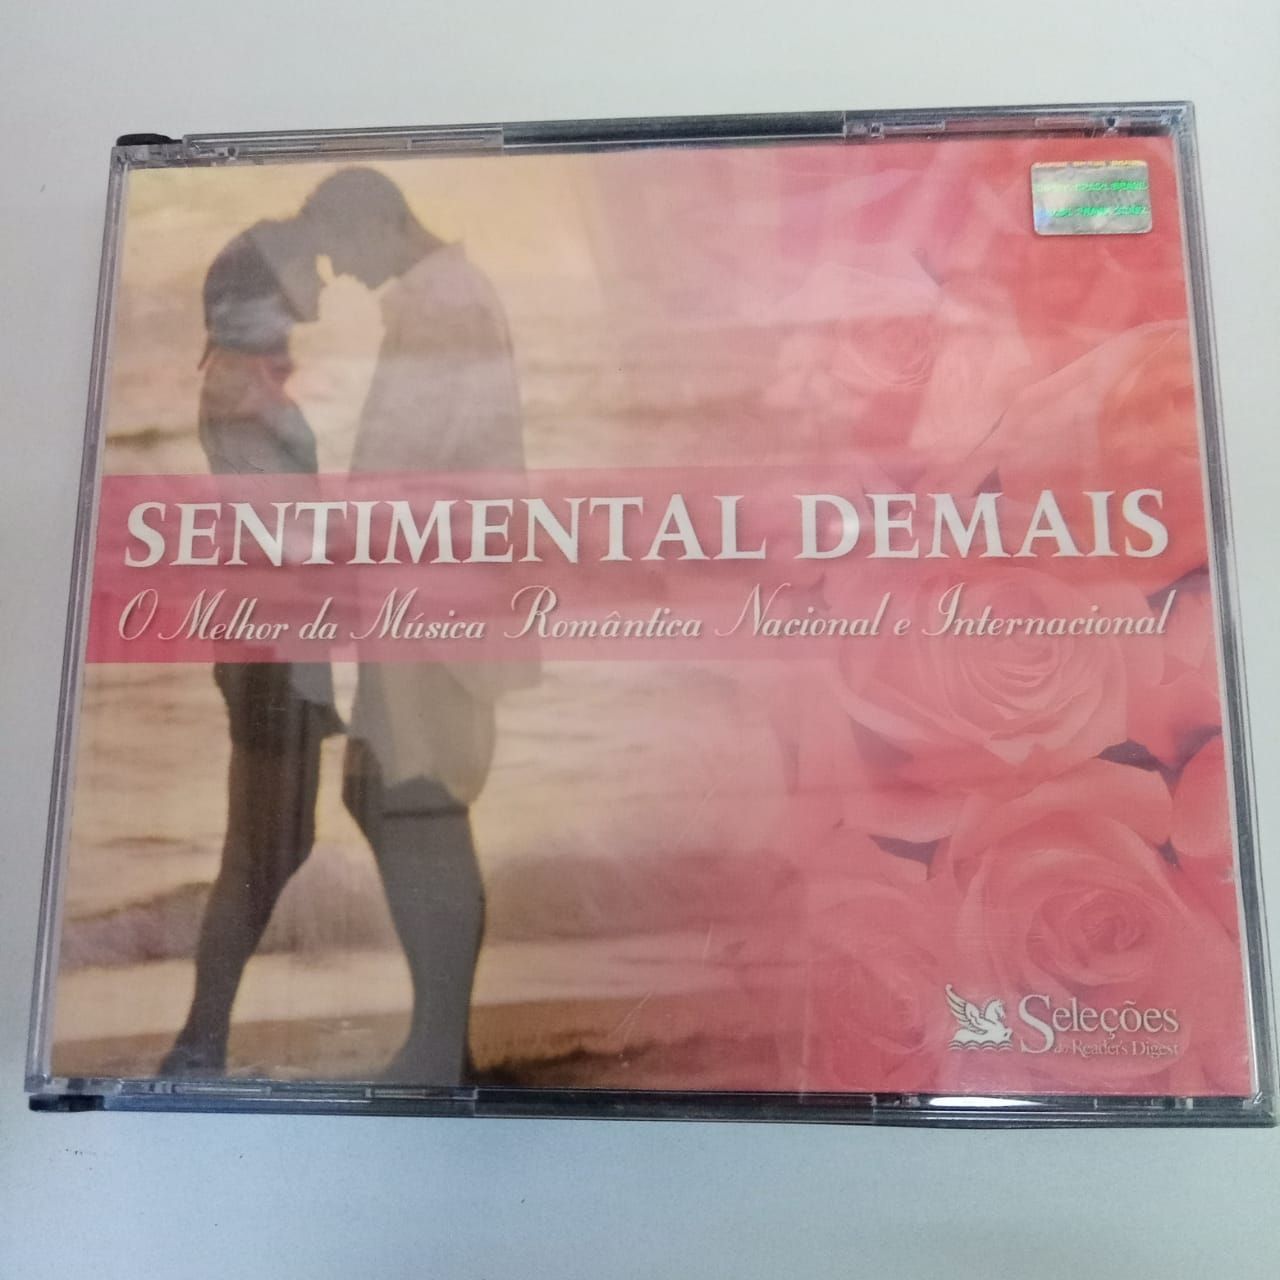 SENTIMENTAL DEMAIS
O Melhor da Música Romântica Nacional e Internacional
Seleções
do Reader's Digest